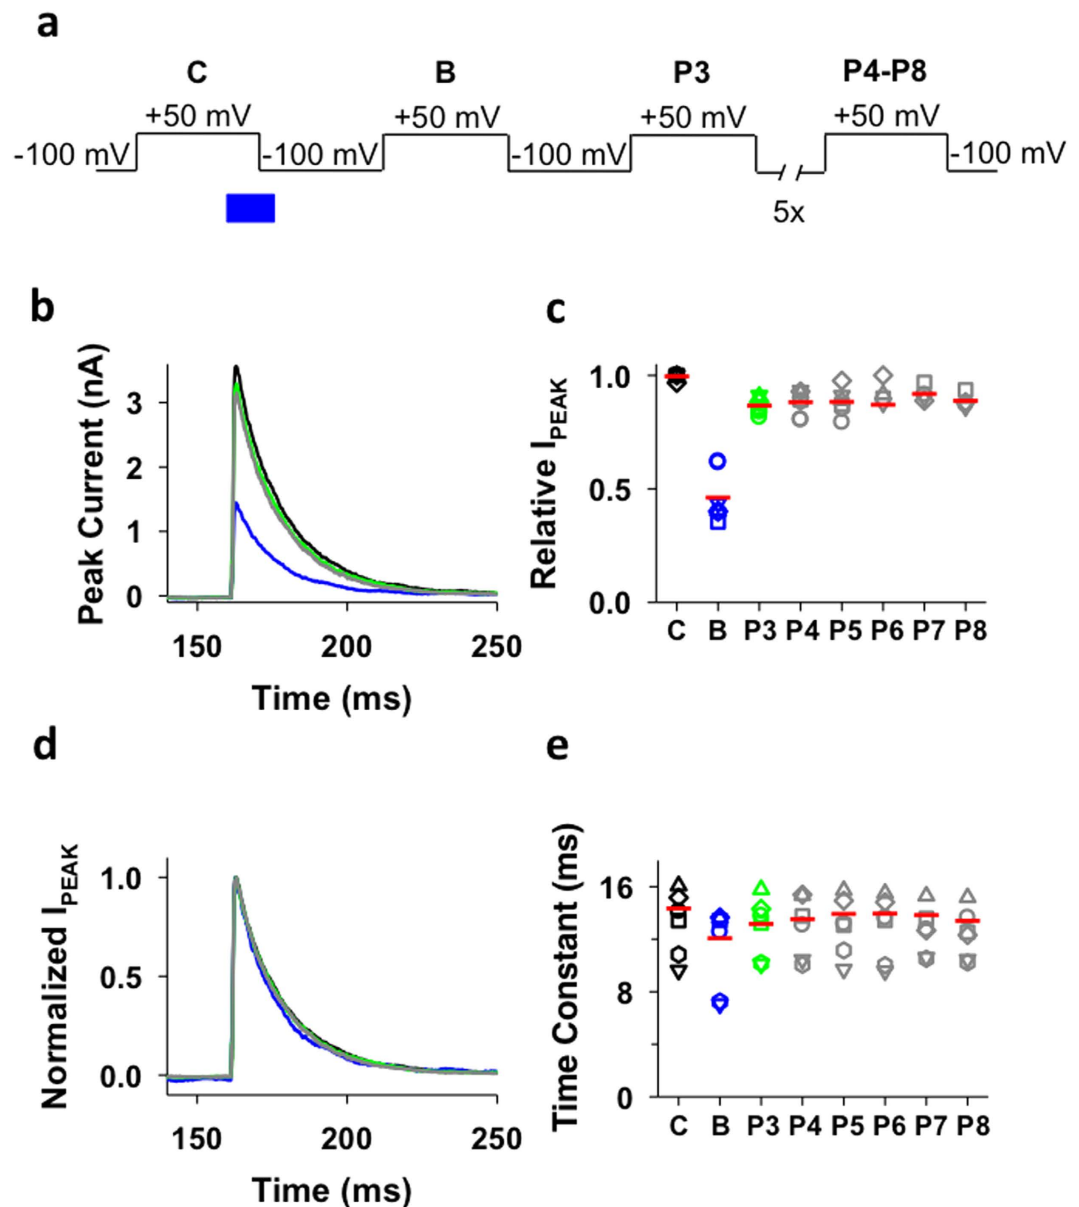 a
C B P3 P4-P8
+50 mV +50 mV +50 mV +50 mV
-100 mV -100 mV -100 mV -100 mV
5x
b
Peak Current (nA)
3
2
1
0
150 200 250
Time (ms)
c
Relative I_PEAK
1.0
0.5
0.0
C B P3 P4 P5 P6 P7 P8
d
Normalized I_PEAK
1.0
0.5
0.0
150 200 250
Time (ms)
e
Time Constant (ms)
16
8
0
C B P3 P4 P5 P6 P7 P8